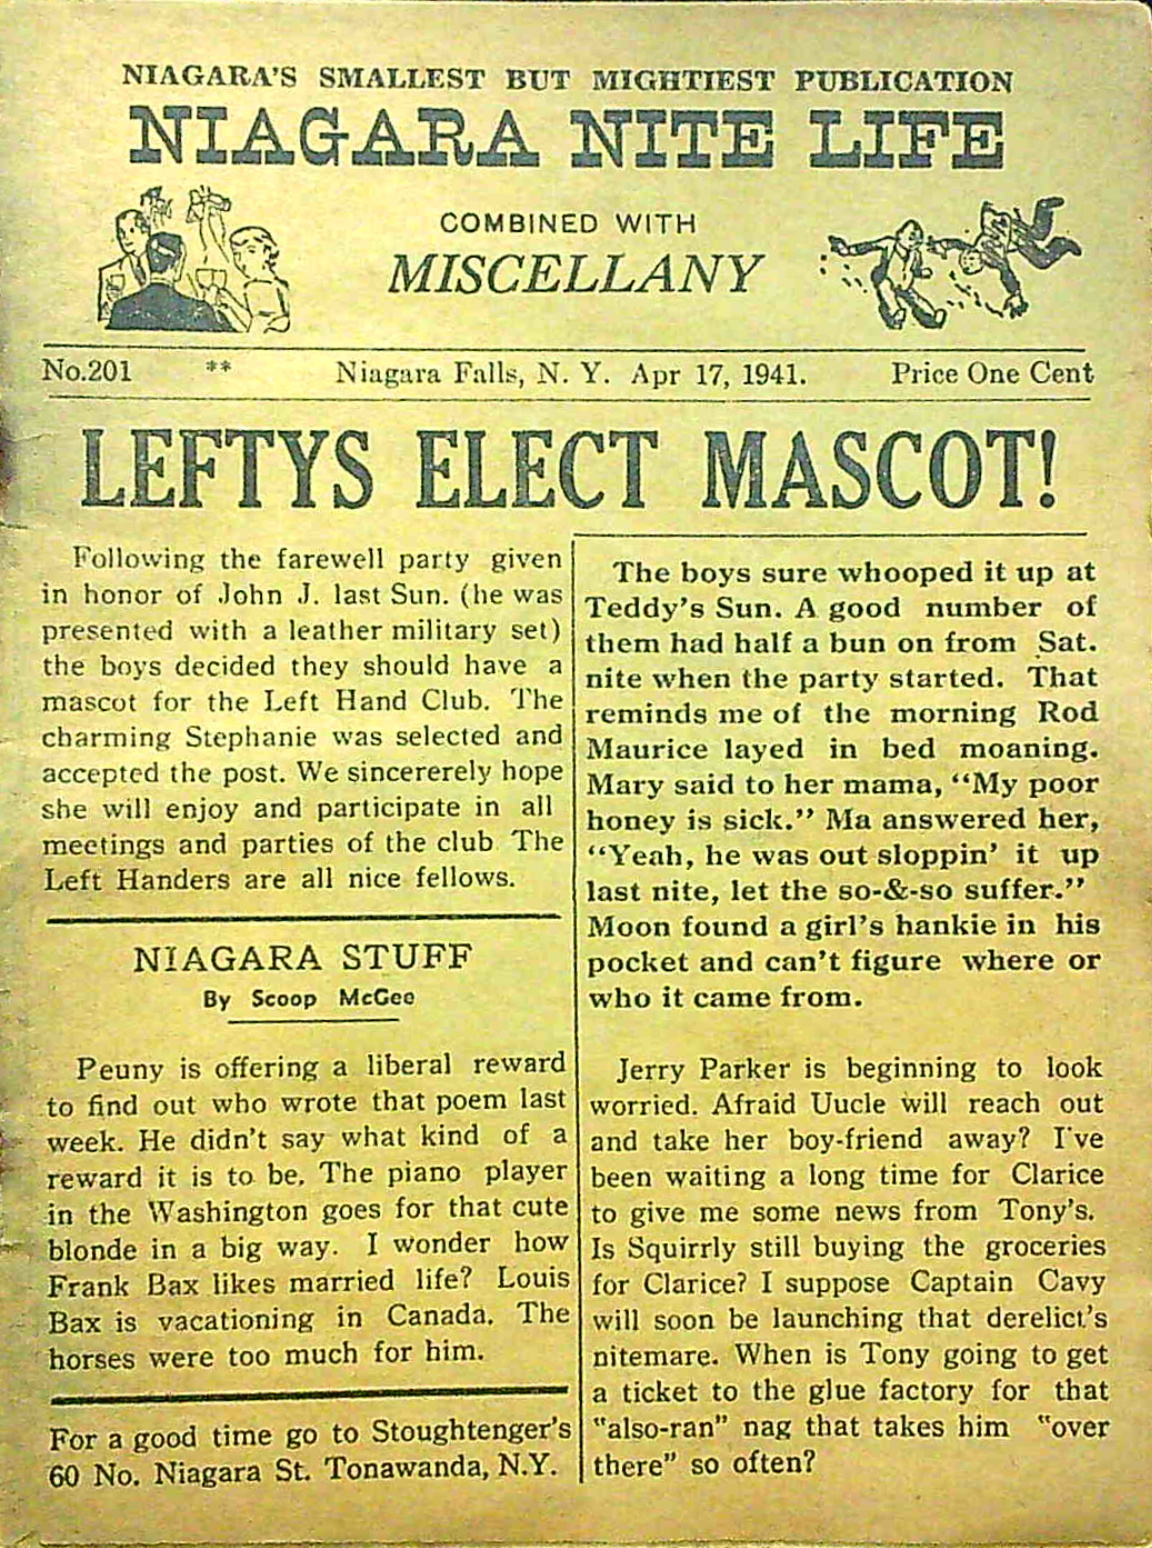 NIAGARA'S SMALLEST BUT MIGHTIEST PUBLICATION
NIAGARA NITE LIFE
COMBINED WITH
MISCELLANY
No.201 ** Niagara Falls, N. Y. Apr 17, 1941. Price One Cent
LEFTYS ELECT MASCOT!
Following the farewell party given
in honor of John J. last Sun. (he was
presented with a leather military set)
the boys decided they should have a
mascot for the Left Hand Club. The
charming Stephanie was selected and
accepted the post. We sincererely hope
she will enjoy and participate in all
meetings and parties of the club The
Left Handers are all nice fellows.
NIAGARA STUFF
By Scoop McGee
Peuny is offering a liberal reward
to find out who wrote that poem last
week. He didn't say what kind of a
reward it is to be. The piano player
in the Washington goes for that cute
blonde in a big way. I wonder how
Frank Bax likes married life? Louis
Bax is vacationing in Canada. The
horses were too much for him.
For a good time go to Stoughtenger's
60 No. Niagara St. Tonawanda, N.Y.
The boys sure whooped it up at
Teddy's Sun. A good number of
them had half a bun on from Sat.
nite when the party started. That
reminds me of the morning Rod
Maurice layed in bed moaning.
Mary said to her mama, "My poor
honey is sick." Ma answered her,
"Yeah, he was out sloppin' it up
last nite, let the so-&-so suffer."
Moon found a girl's hankie in his
pocket and can't figure where or
who it came from.
Jerry Parker is beginning to look
worried. Afraid Uucle will reach out
and take her boy-friend away? I've
been waiting a long time for Clarice
to give me some news from Tony's.
Is Squirrly still buying the groceries
for Clarice? I suppose Captain Cavy
will soon be launching that derelict's
nitemare. When is Tony going to get
a ticket to the glue factory for that
"also-ran" nag that takes him "over
there" so often?